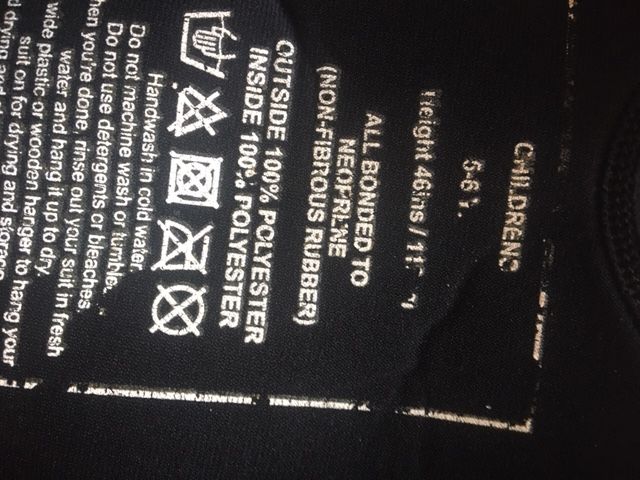 CHILDRENS
5-6
Height 46ins /
ALL BONDED TO
NEOPRENE
(NON-FIBROUS RUBBER)
OUTSIDE 100% POLYESTER
INSIDE 100% POLYESTER
Handwash in cold water.
Do not machine wash or tumble
Do not use detergents or bleaches.
hen you're done, rinse out your suit in fresh
water and hang it up to dry.
wide plastic or wooden hanger to hang your
suit on for drying and storage
drying and